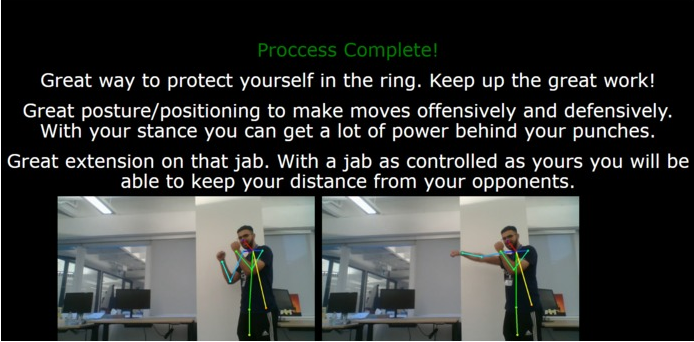 Proccess Complete!
Great way to protect yourself in the ring. Keep up the great work!
Great posture/positioning to make moves offensively and defensively.
With your stance you can get a lot of power behind your punches.
Great extension on that jab. With a jab as controlled as yours you will be
able to keep your distance from your opponents.